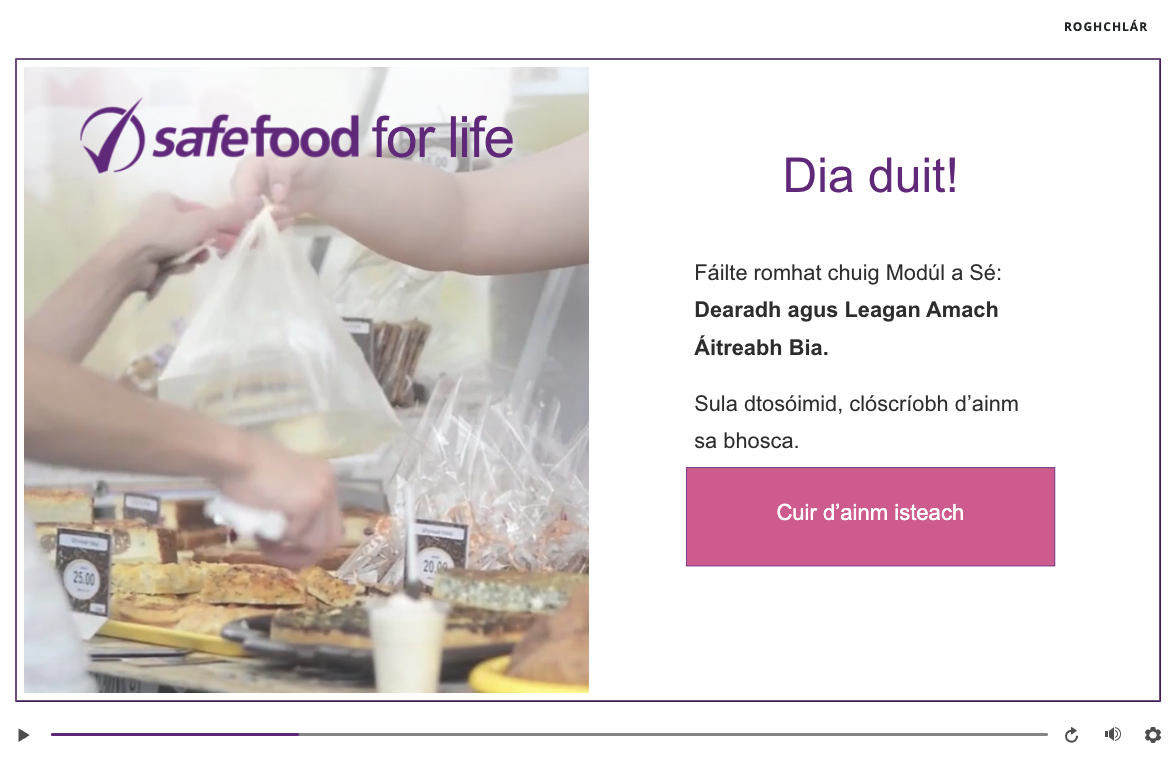 ROGHCHLÁR
safefood for life
Dia duit!
Fáilte romhat chuig Modúl a Sé:
Dearadh agus Leagan Amach
Áitreabh Bia.
Sula dtosóimid, clóscríobh d’ainm
sa bhosca.
Cuir d’ainm isteach
25.00
20.00